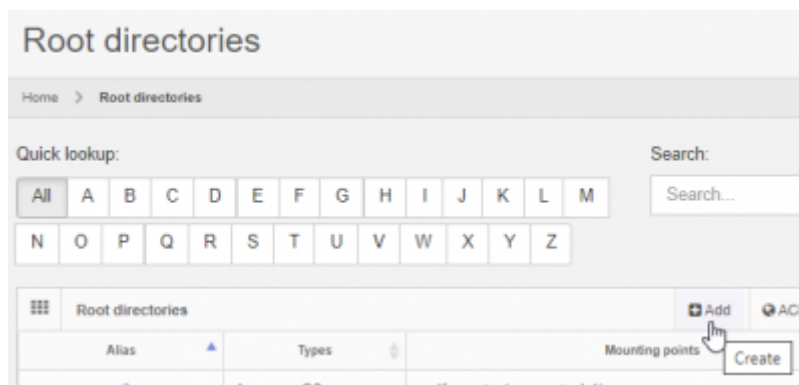 Root directories
Home > Root directories
Quick lookup:
Search:
All A B C D E F G H I J K L M
Search...
N O P Q R S T U V W X Y Z
Root directories
Add
Alias
Types
Mounting points
Create